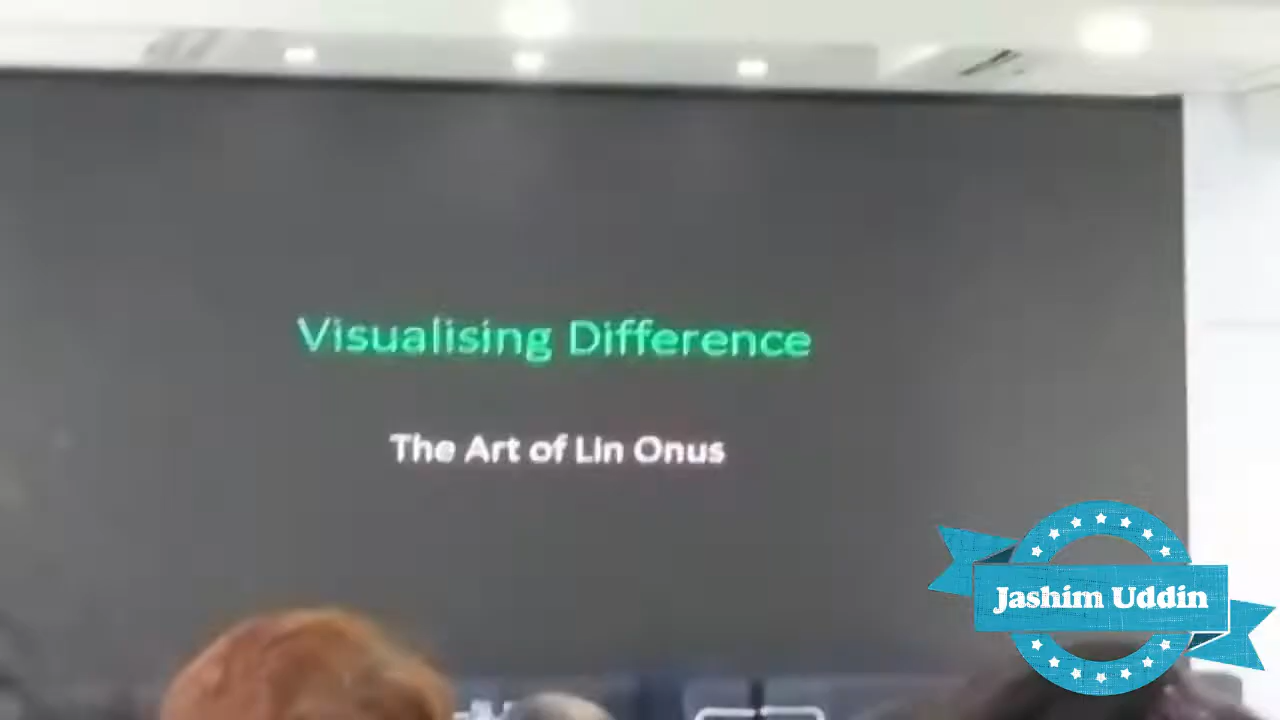 Visualising Difference
The Art of Lin Onus
Jashim Uddin